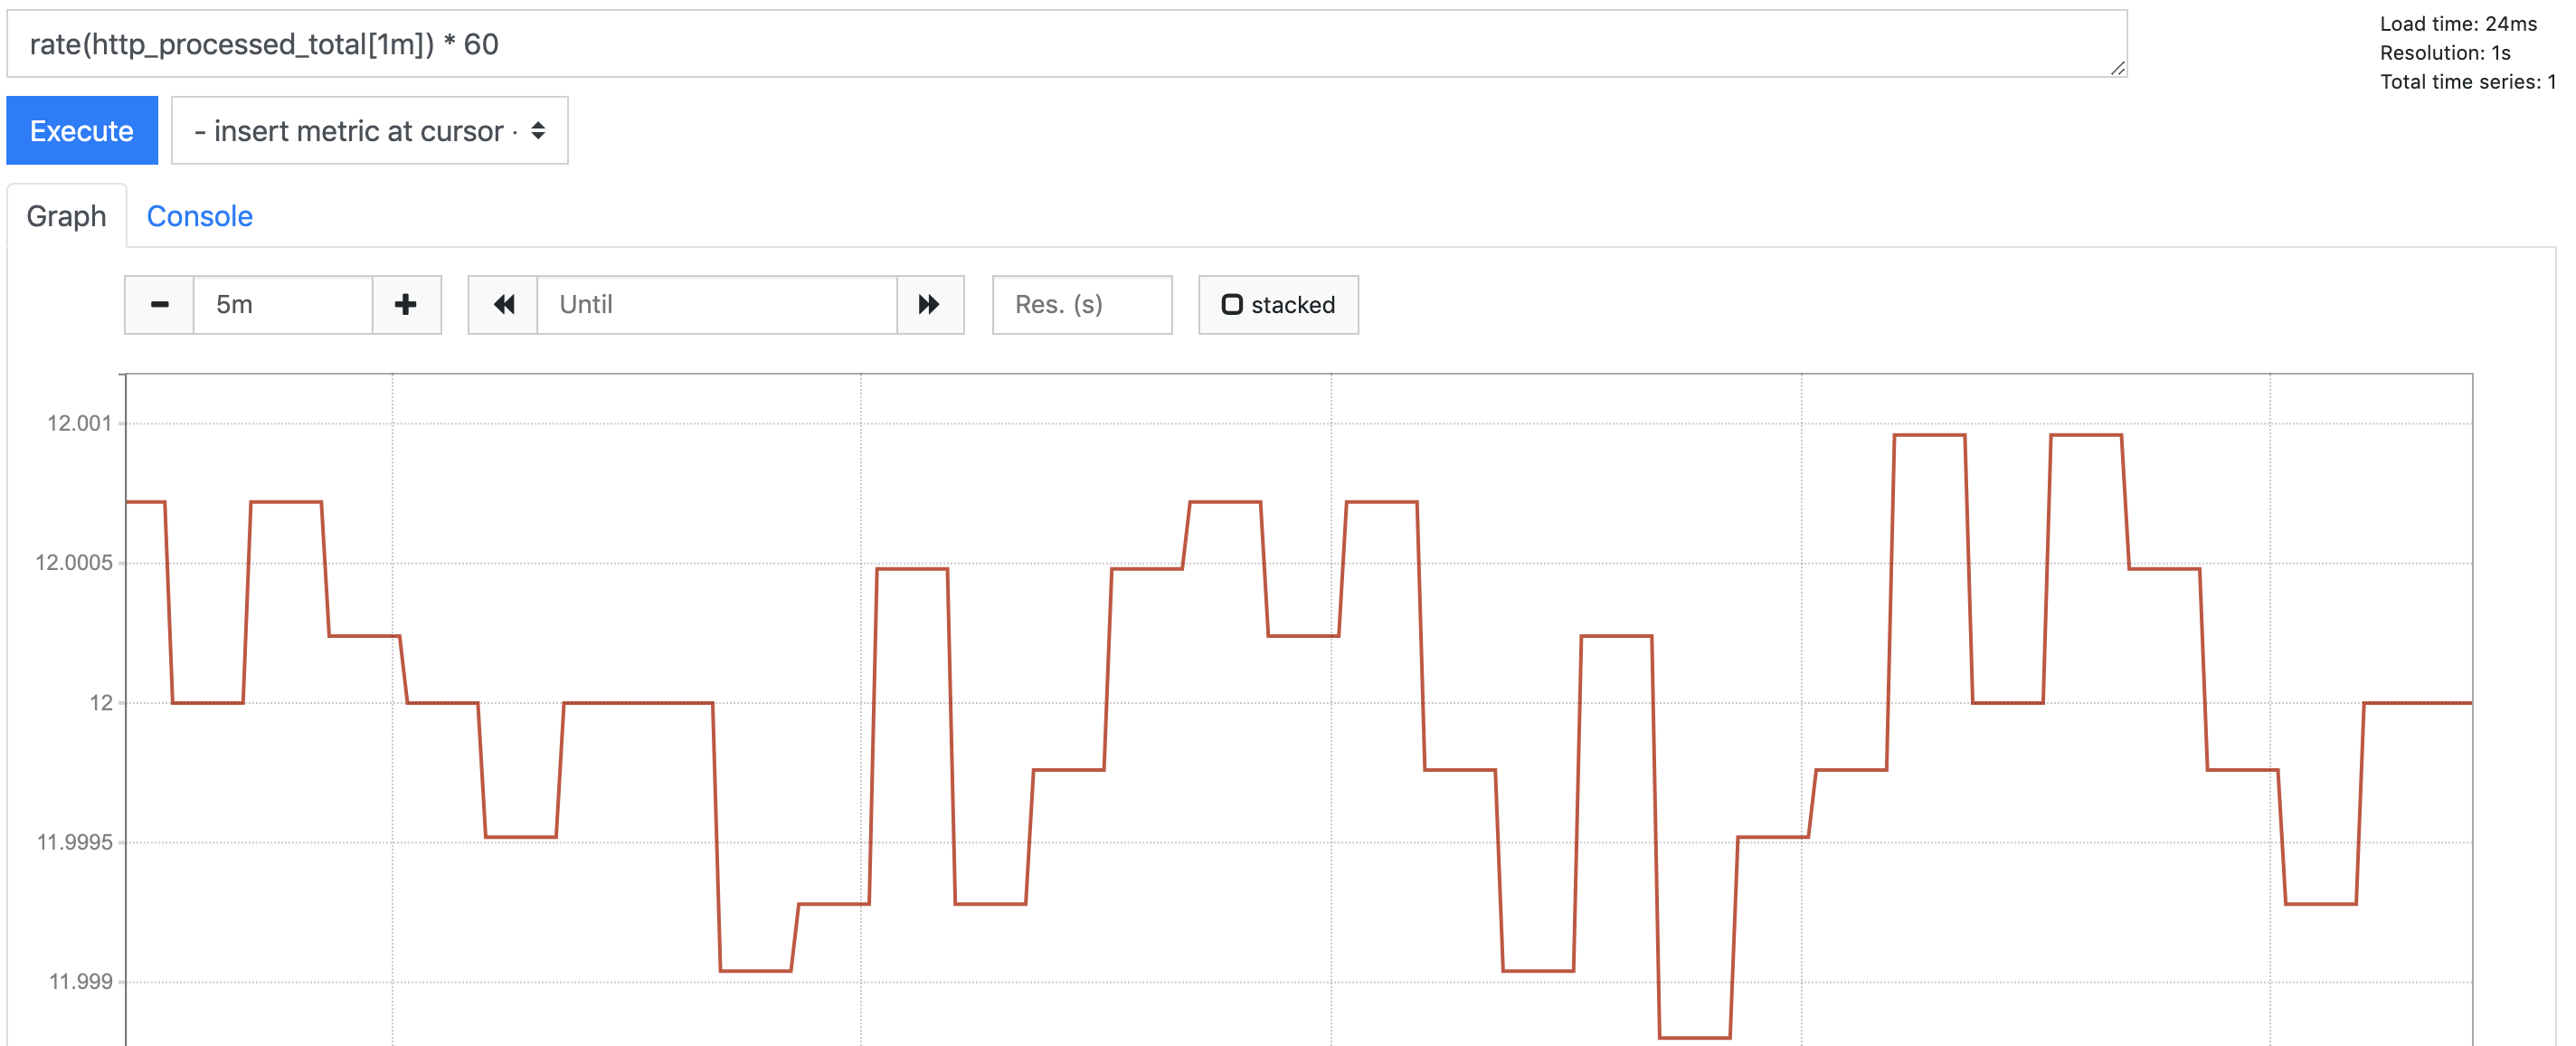 rate(http_processed_total[1m]) * 60
Load time: 24ms
Resolution: 1s
Total time series: 1
Execute
- insert metric at cursor ·
Graph
Console
5m
Until
Res. (s)
stacked
12.001
12.0005
12
11.9995
11.999